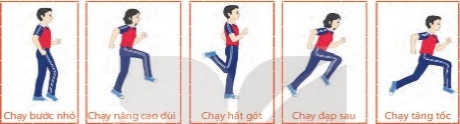 Chạy bước nhỏ
Chạy nâng cao đùi
Chạy hất gót
Chạy đạp sau
Chạy tăng tốc